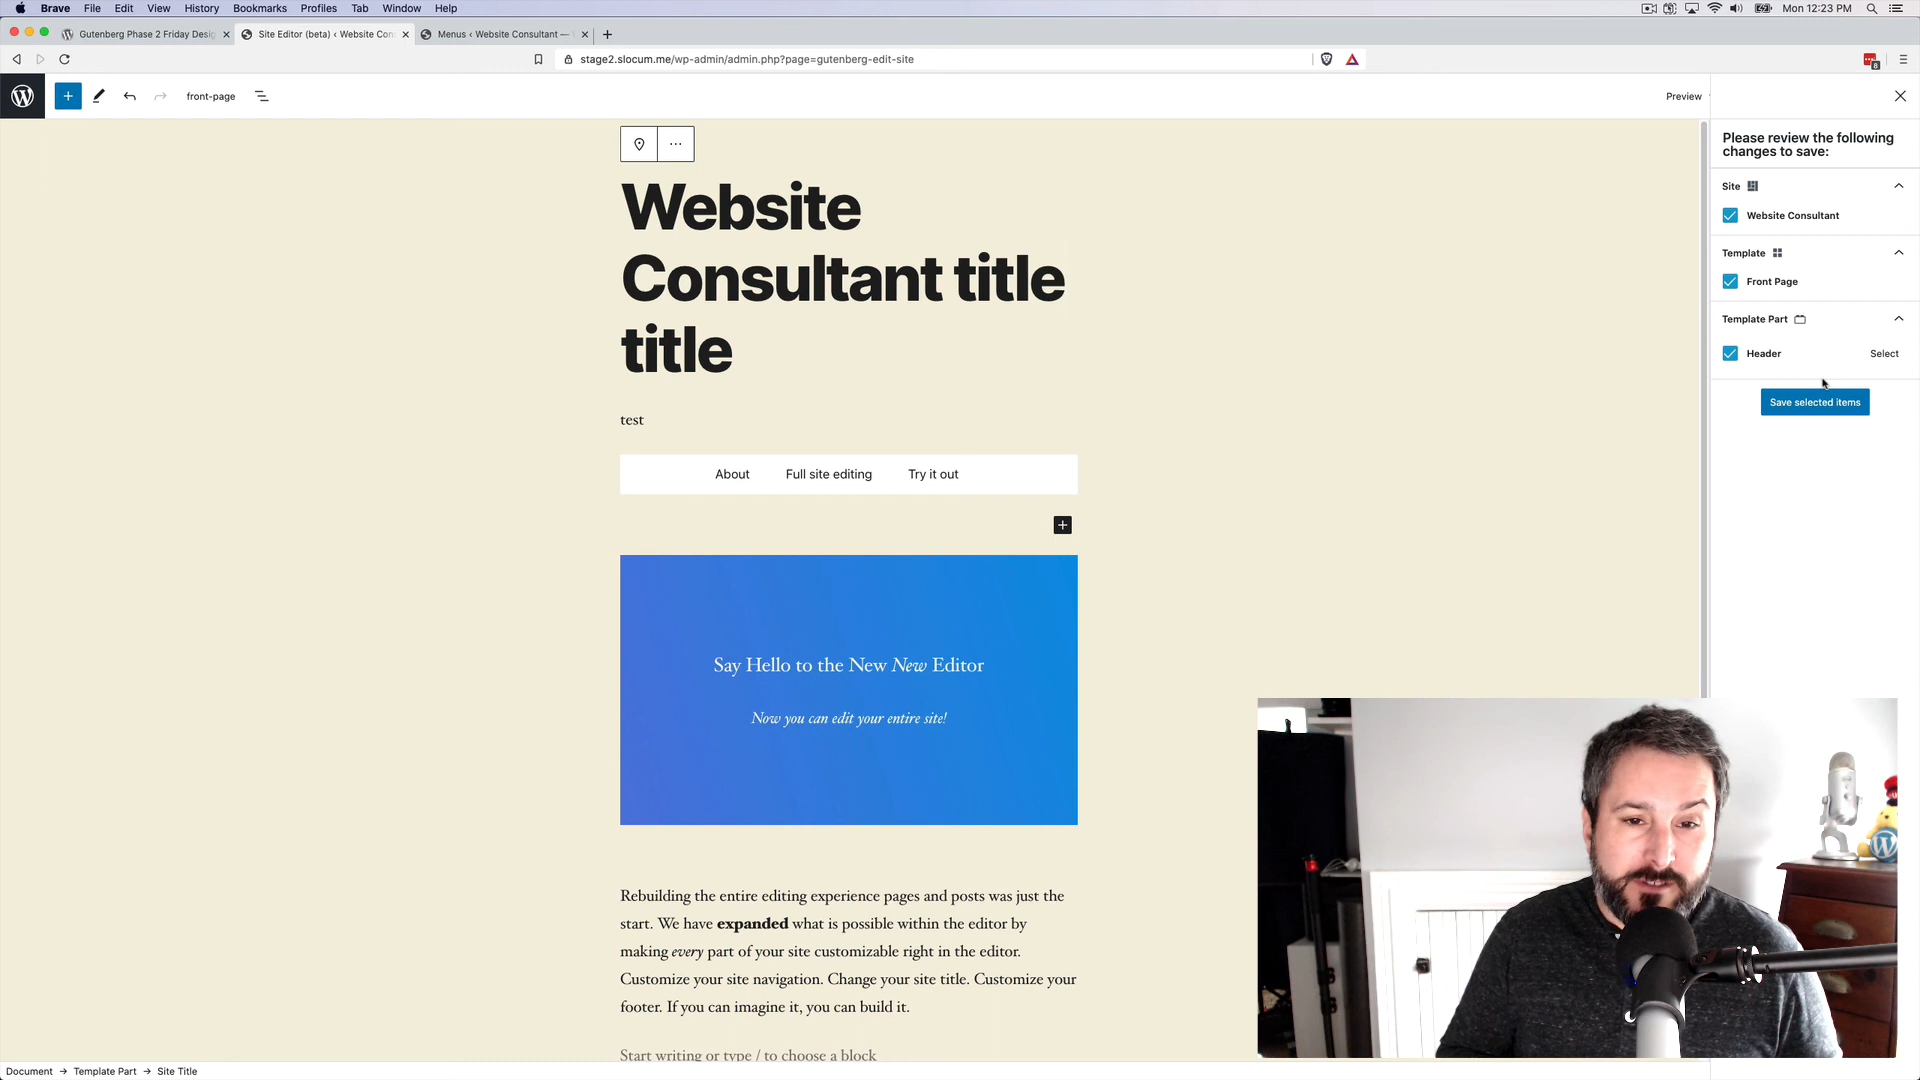 Brave File Edit View History Bookmarks Profiles Tab Window Help Mon 12:23 PM
Gutenberg Phase 2 Friday Desig Site Editor (beta) ‹ Website Con Menus ‹ Website Consultant —
stage2.slocum.me/wp-admin/admin.php?page=gutenberg-edit-site
front-page Preview
Please review the following
changes to save:
Site
Website Consultant
Template
Front Page
Template Part
Header Select
Save selected items
Website
Consultant title
title
test
About Full site editing Try it out
Say Hello to the New New Editor
Now you can edit your entire site!
Rebuilding the entire editing experience pages and posts was just the
start. We have expanded what is possible within the editor by
making every part of your site customizable right in the editor.
Customize your site navigation. Change your site title. Customize your
footer. If you can imagine it, you can build it.
Start writing or type / to choose a block
Document → Template Part → Site Title